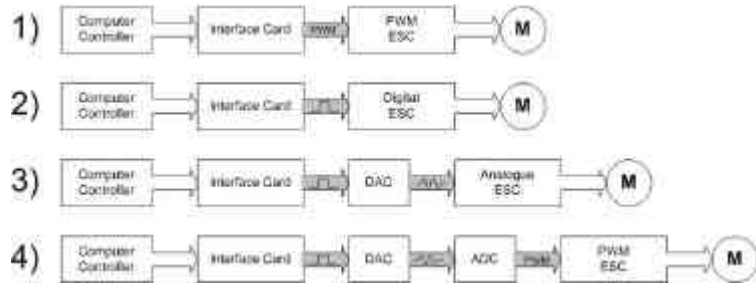 1)
Computer
Controller
Interface Card
PWM
PWM
ESC
M
2)
Computer
Controller
Interface Card
Digital
ESC
M
3)
Computer
Controller
Interface Card
DAC
Analogue
ESC
M
4)
Computer
Controller
Interface Card
DAC
ADC
PWM
PWM
ESC
M